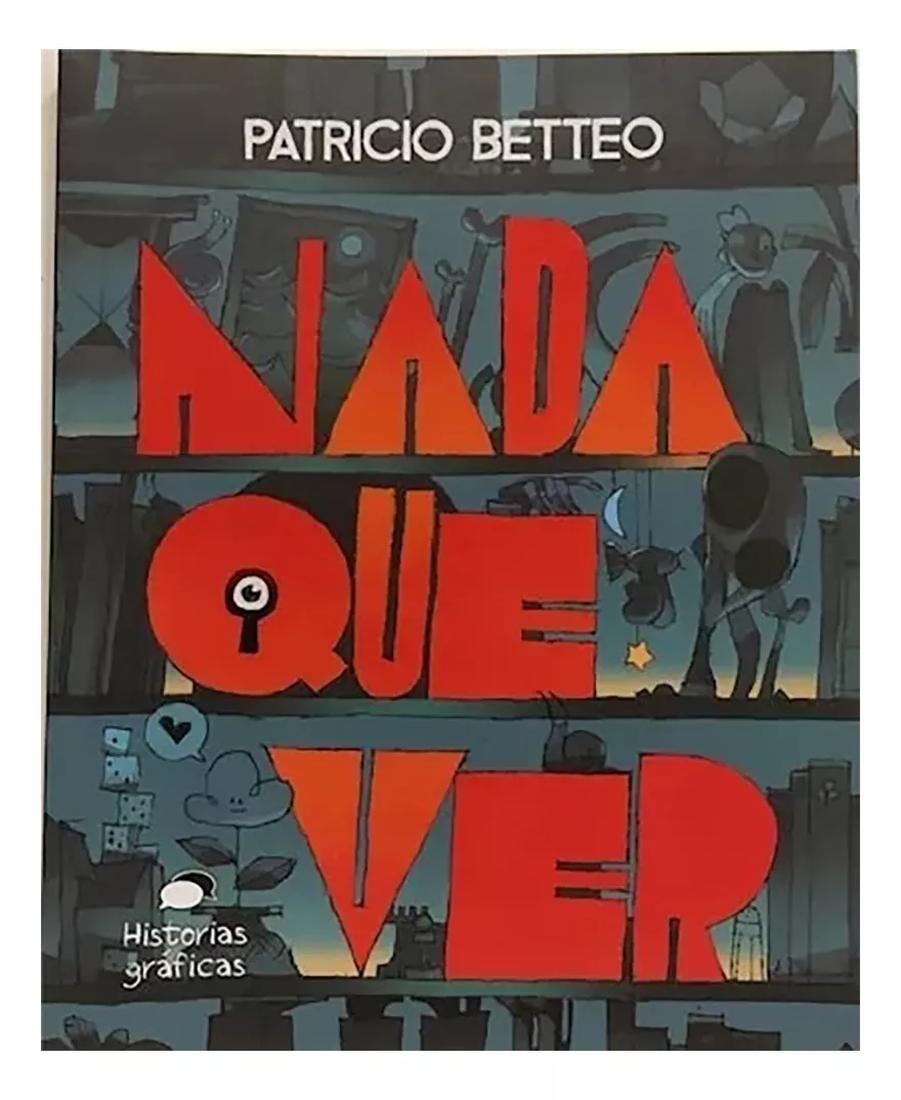 PATRICIO BETTEO
NADA
QUE
VER
Historias
gráficas